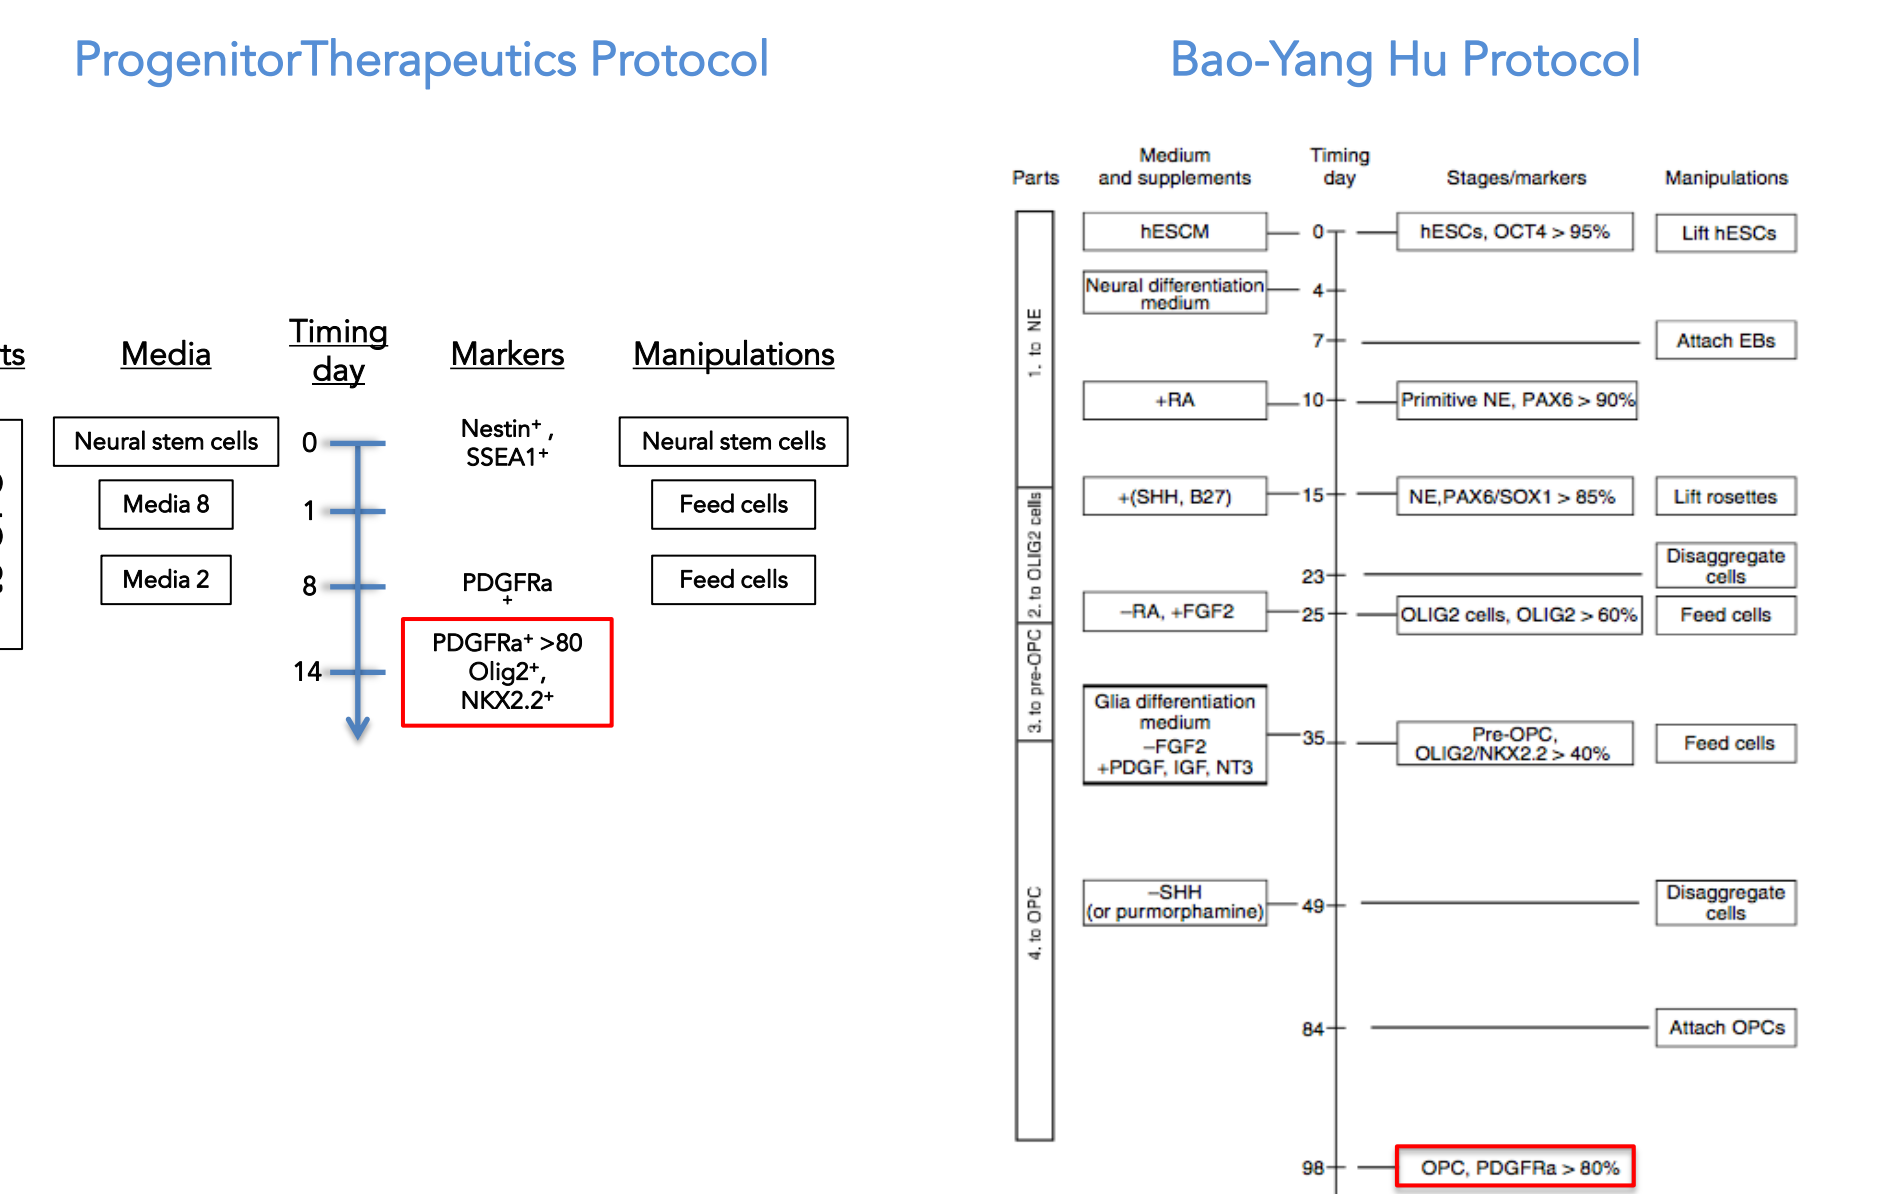 ProgenitorTherapeutics Protocol
Bao-Yang Hu Protocol
ts
Media
Timing
day
Markers
Manipulations
Neural stem cells
0
Nestin⁺ ,
SSEA1⁺
Neural stem cells
Media 8
1
Feed cells
Media 2
8
PDGFRa
+
Feed cells
14
PDGFRa⁺ >80
Olig2⁺,
NKX2.2⁺
Parts
Medium
and supplements
Timing
day
Stages/markers
Manipulations
1. to NE
hESCM
0
hESCs, OCT4 > 95%
Lift hESCs
Neural differentiation
medium
4
7
Attach EBs
+RA
10
Primitive NE, PAX6 > 90%
2. to OLIG2 cells
+(SHH, B27)
15
NE,PAX6/SOX1 > 85%
Lift rosettes
23
Disaggregate
cells
–RA, +FGF2
25
OLIG2 cells, OLIG2 > 60%
Feed cells
3. to pre-OPC
Glia differentiation
medium
–FGF2
+PDGF, IGF, NT3
35
Pre-OPC,
OLIG2/NKX2.2 > 40%
Feed cells
4. to OPC
–SHH
(or purmorphamine)
49
Disaggregate
cells
84
Attach OPCs
98
OPC, PDGFRa > 80%